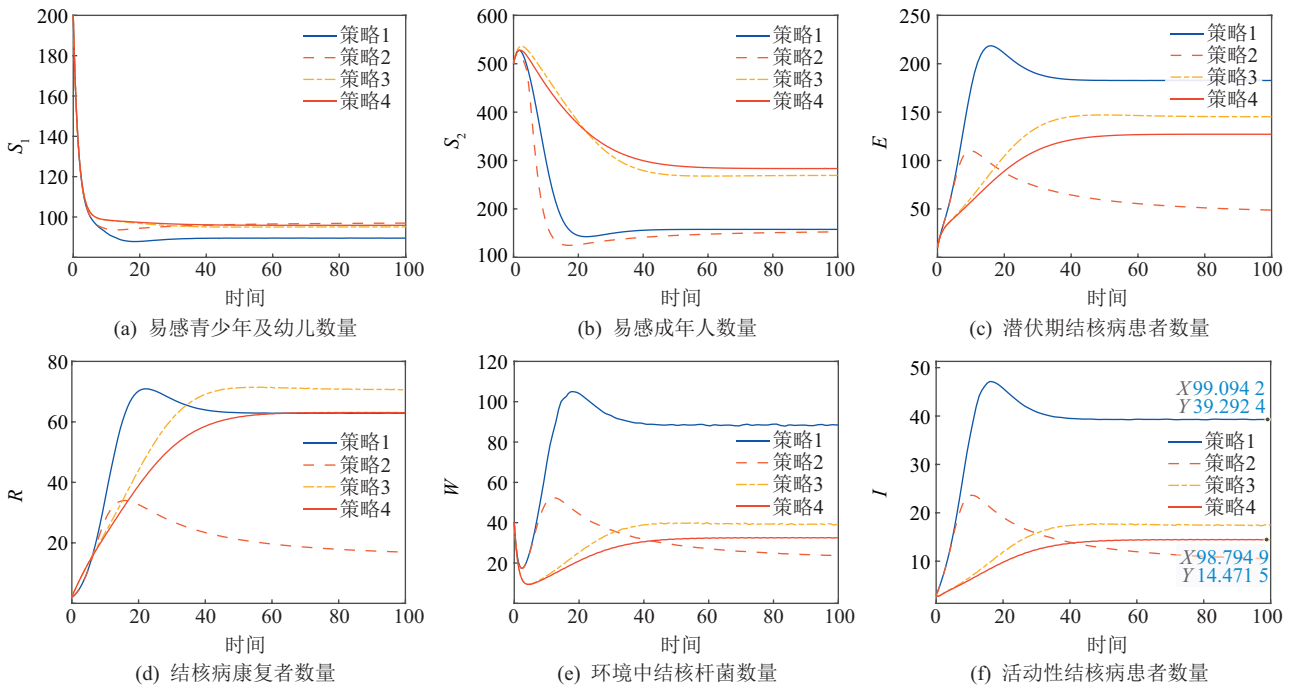 200
180
160
140
120
100
0
20
40
60
80
100
S1
时间
策略1
策略2
策略3
策略4
(a) 易感青少年及幼儿数量
600
500
400
300
200
100
0
20
40
60
80
100
S2
时间
策略1
策略2
策略3
策略4
(b) 易感成年人数量
250
200
150
100
50
0
20
40
60
80
100
E
时间
策略1
策略2
策略3
策略4
(c) 潜伏期结核病患者数量
80
60
40
20
0
20
40
60
80
100
R
时间
策略1
策略2
策略3
策略4
(d) 结核病康复者数量
120
100
80
60
40
20
0
20
40
60
80
100
W
时间
策略1
策略2
策略3
策略4
(e) 环境中结核杆菌数量
50
40
30
20
10
0
20
40
60
80
100
I
时间
X99.094 2
Y39.292 4
策略1
策略2
策略3
策略4
X98.794 9
Y14.471 5
(f) 活动性结核病患者数量